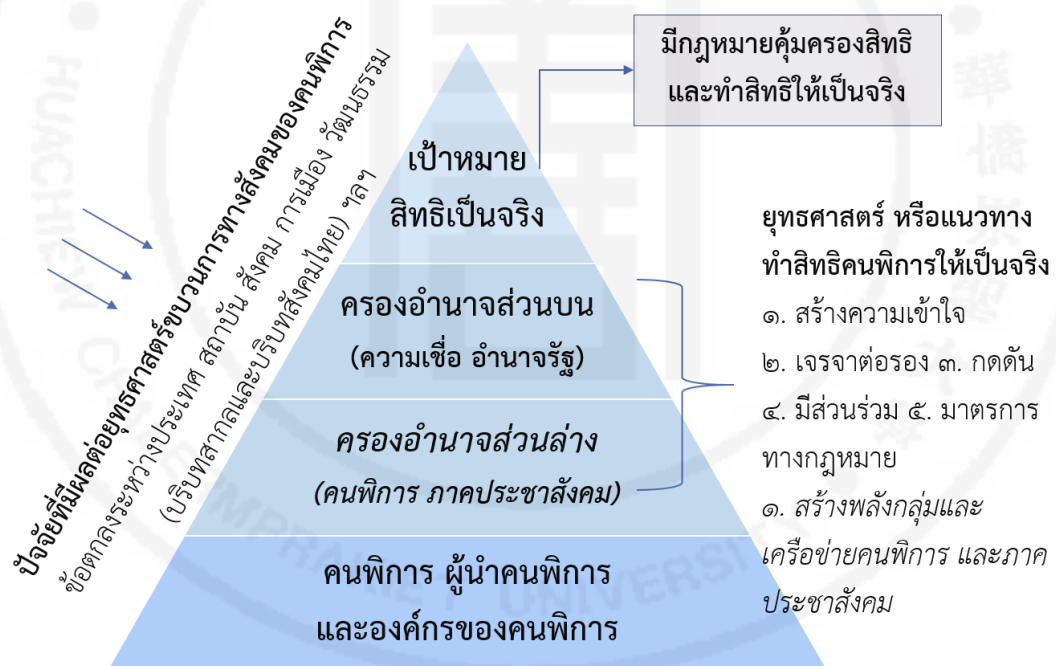 ปัจจัยที่มีผลต่อยุทธศาสตร์ขบวนการทางสังคมของคนพิการ
ข้อตกลงระหว่างประเทศ สถาบัน สังคม การเมือง วัฒนธรรม
(บริบทสากลและบริบทสังคมไทย) ฯลฯ
มีกฎหมายคุ้มครองสิทธิ
และทำสิทธิให้เป็นจริง
เป้าหมาย
สิทธิเป็นจริง
ครองอำนาจส่วนบน
(ความเชื่อ อำนาจรัฐ)
ครองอำนาจส่วนล่าง
(คนพิการ ภาคประชาสังคม)
คนพิการ ผู้นำคนพิการ
และองค์กรของคนพิการ
ยุทธศาสตร์ หรือแนวทาง
ทำสิทธิคนพิการให้เป็นจริง
๑. สร้างความเข้าใจ
๒. เจรจาต่อรอง ๓. กดดัน
๔. มีส่วนร่วม ๕. มาตรการ
ทางกฎหมาย
๑. สร้างพลังกลุ่มและ
เครือข่ายคนพิการ และภาค
ประชาสังคม
HUACHIEW CHALERMPRAKIET UNIVERSITY